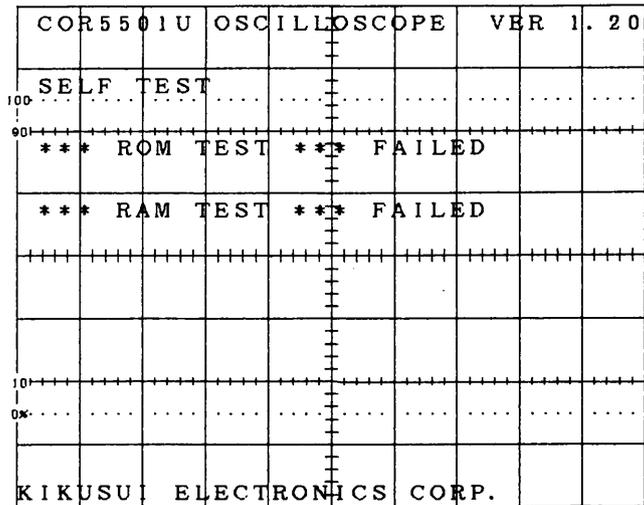 COR5501U OSCILLOSCOPE VER 1.20
SELF TEST
100
90
*** ROM TEST *** FAILED
*** RAM TEST *** FAILED
10
0%
KIKUSUI ELECTRONICS CORP.